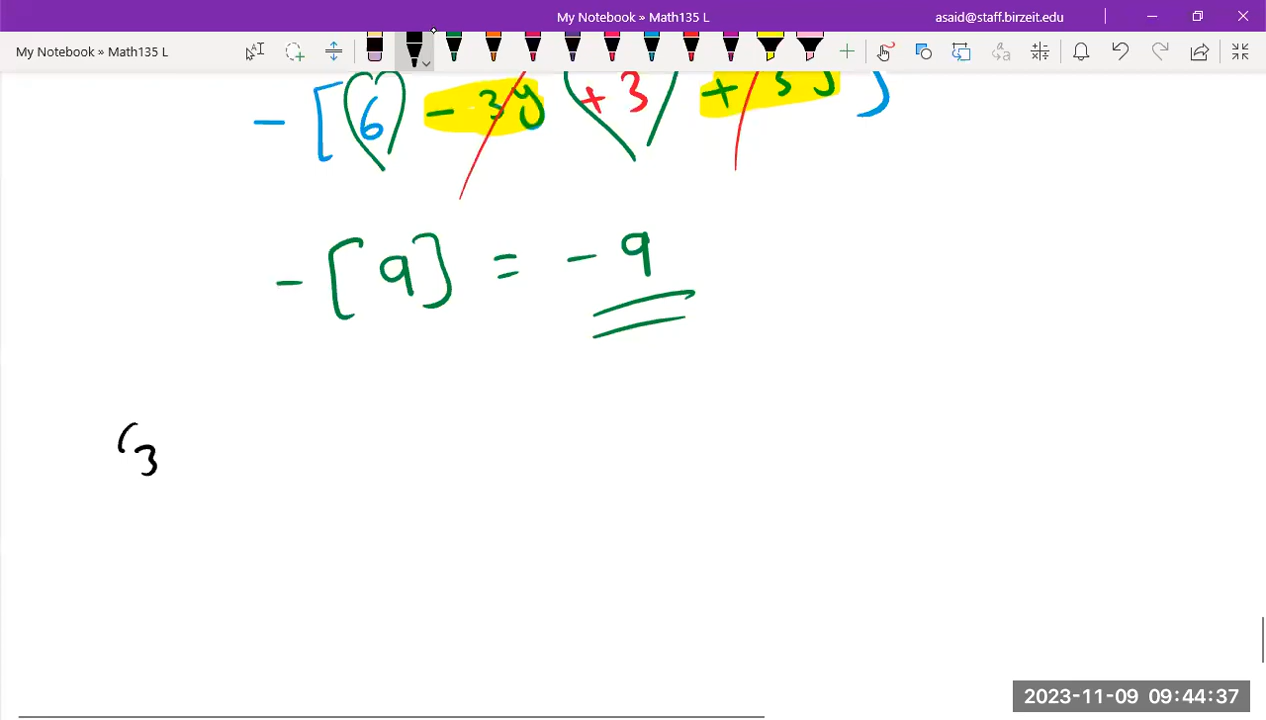 My Notebook » Math135 L
asaid@staff.birzeit.edu
My Notebook » Math135 L
- [ 6 - 3y + 3 + 3y ]
- [ 9 ] = - 9
( 3
2023-11-09 09:44:37